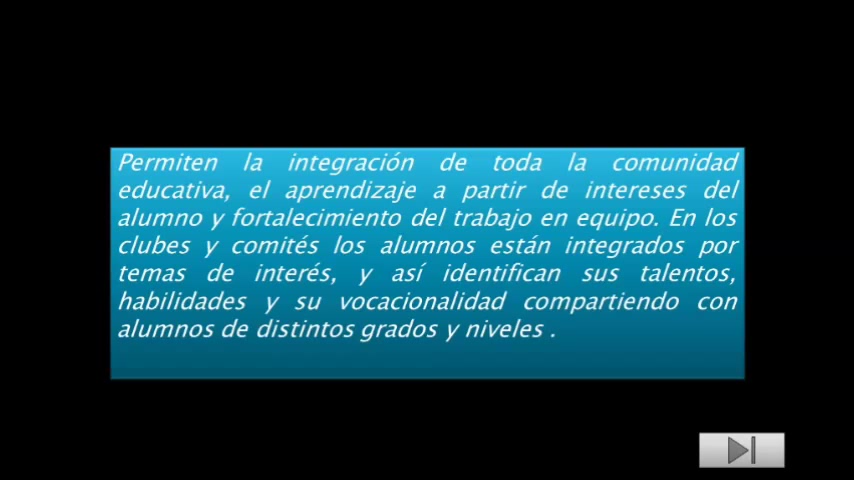 Permiten la integración de toda la comunidad
educativa, el aprendizaje a partir de intereses del
alumno y fortalecimiento del trabajo en equipo. En los
clubes y comités los alumnos están integrados por
temas de interés, y así identifican sus talentos,
habilidades y su vocacionalidad compartiendo con
alumnos de distintos grados y niveles .